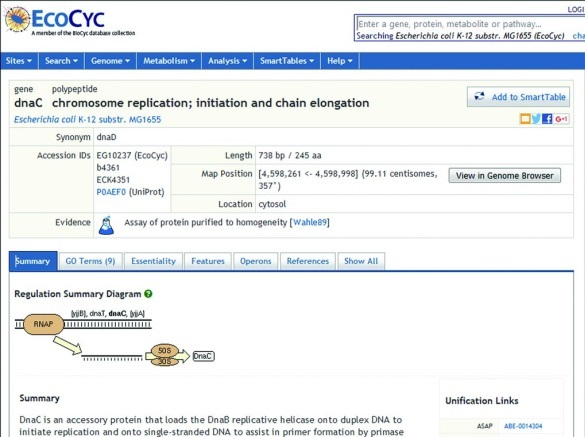 LOGI
EcoCyc
A member of the BioCyc database collection
Enter a gene, protein, metabolite or pathway...
Searching Escherichia coli K-12 substr. MG1655 (EcoCyc) cha
Sites Search Genome Metabolism Analysis SmartTables Help
gene polypeptide
dnaC chromosome replication; initiation and chain elongation
Add to SmartTable
Escherichia coli K-12 substr. MG1655
G+1
Synonym dnaD
Accession IDs EG10237 (EcoCyc)
b4361
ECK4351
P0AEF0 (UniProt)
Length 738 bp / 245 aa
Map Position [4,598,261 <- 4,598,998] (99.11 centisomes,
357°)
View in Genome Browser
Location cytosol
Evidence Assay of protein purified to homogeneity [Wahle89]
Summary GO Terms (9) Essentiality Features Operons References Show All
Regulation Summary Diagram ?
[yjjB], dnaT, dnaC, [yjjA]
RNAP
50S
30S
DnaC
Summary
DnaC is an accessory protein that loads the DnaB replicative helicase onto duplex DNA to
initiate replication and onto single-stranded DNA to assist in primer formation by primase
Unification Links
ASAP ABE-0014304